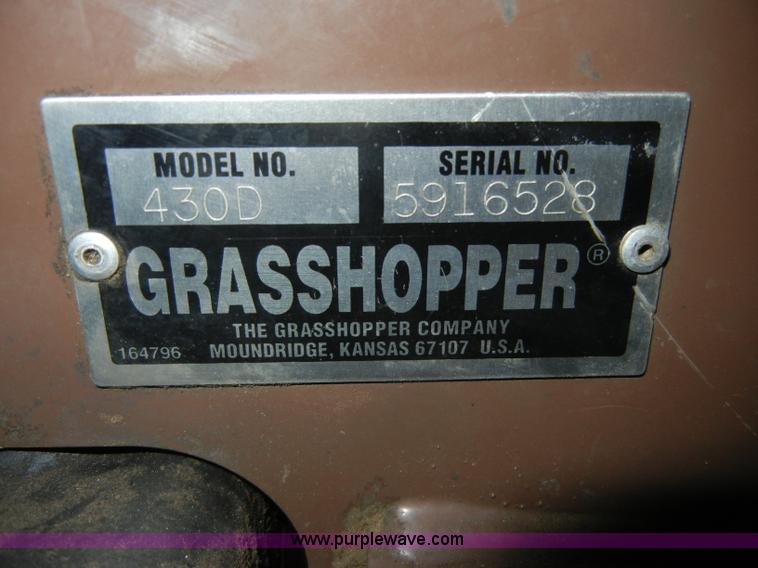 MODEL NO. SERIAL NO.
430D 5916528
GRASSHOPPER®
THE GRASSHOPPER COMPANY
164796 MOUNDRIDGE, KANSAS 67107 U.S.A.
www.purplewave.com